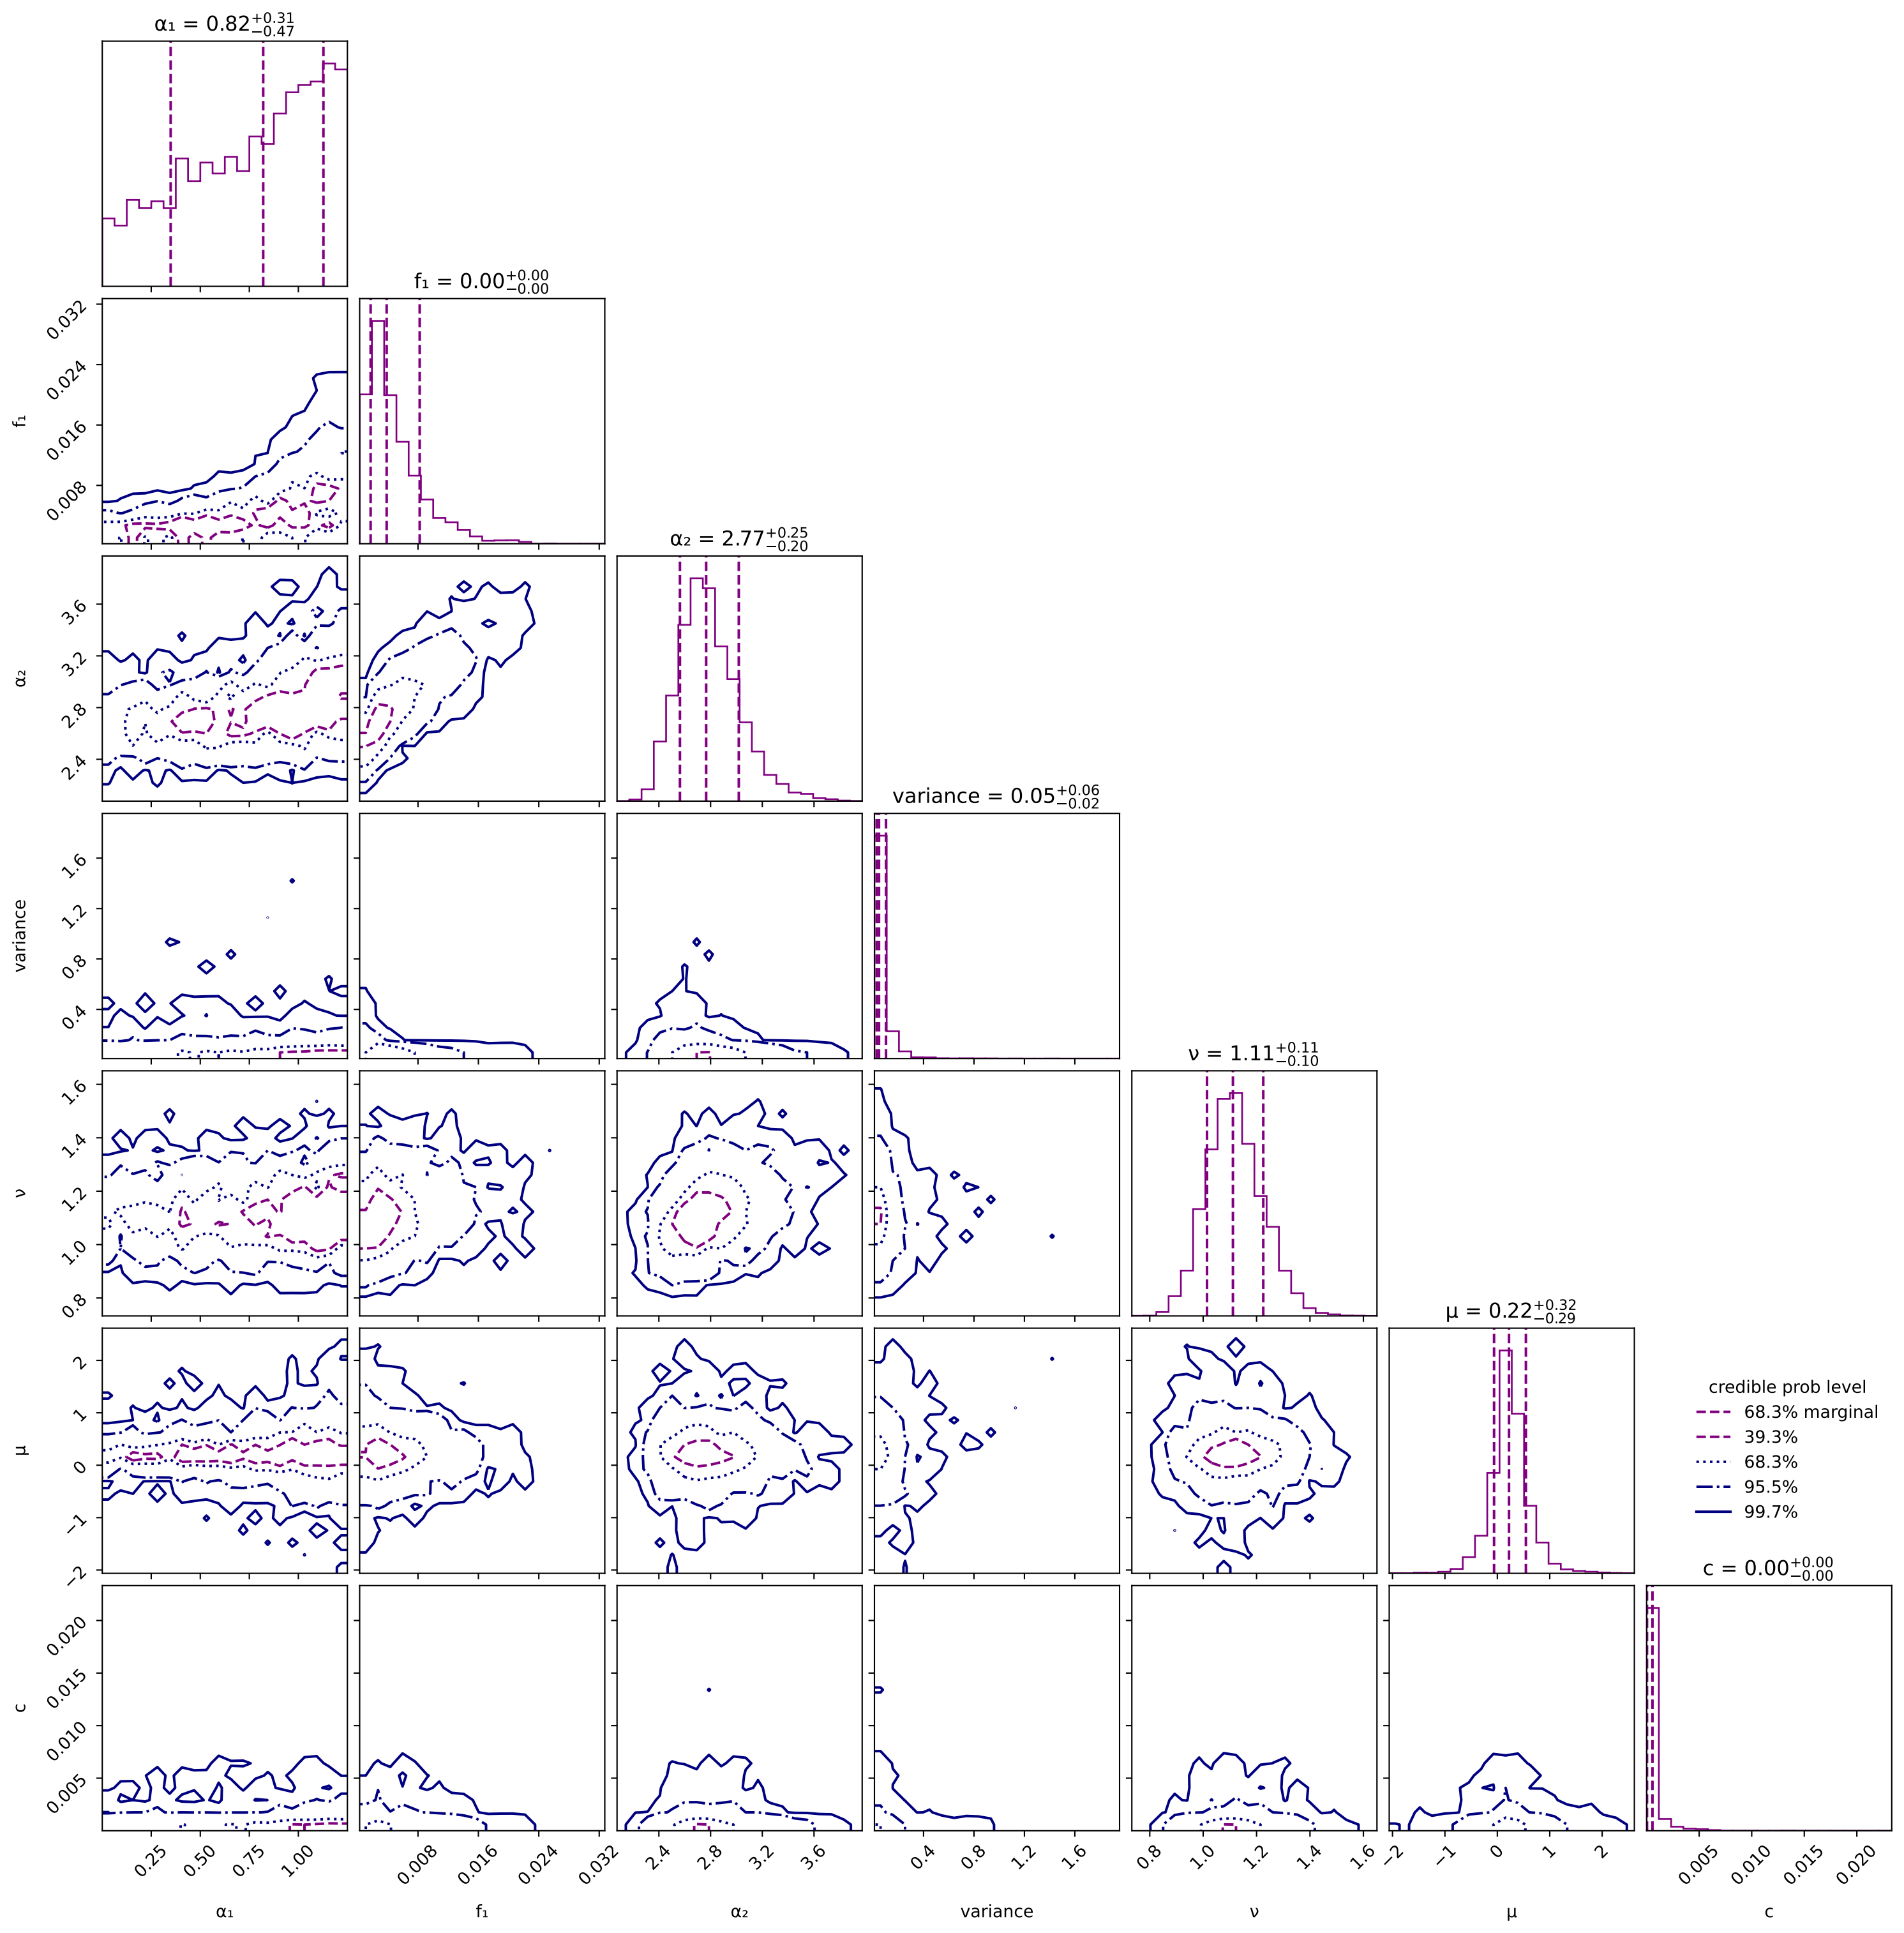 α₁ = 0.82+0.31−0.47
f₁ = 0.00+0.00−0.00
0.032
0.024
0.016
0.008
f₁
α₂ = 2.77+0.25−0.20
3.6
3.2
2.8
2.4
α₂
variance = 0.05+0.06−0.02
1.6
1.2
0.8
0.4
variance
ν = 1.11+0.11−0.10
1.6
1.4
1.2
1.0
0.8
ν
μ = 0.22+0.32−0.29
2
1
0
−1
−2
μ
credible prob level
68.3% marginal
39.3%
68.3%
95.5%
99.7%
c = 0.00+0.00−0.00
0.020
0.015
0.010
0.005
c
0.25 0.50 0.75 1.00
0.008 0.016 0.024 0.032
2.4 2.8 3.2 3.6
0.4 0.8 1.2 1.6
0.8 1.0 1.2 1.4 1.6
−2 −1 0 1 2
0.005 0.010 0.015 0.020
α₁ f₁ α₂ variance ν μ c